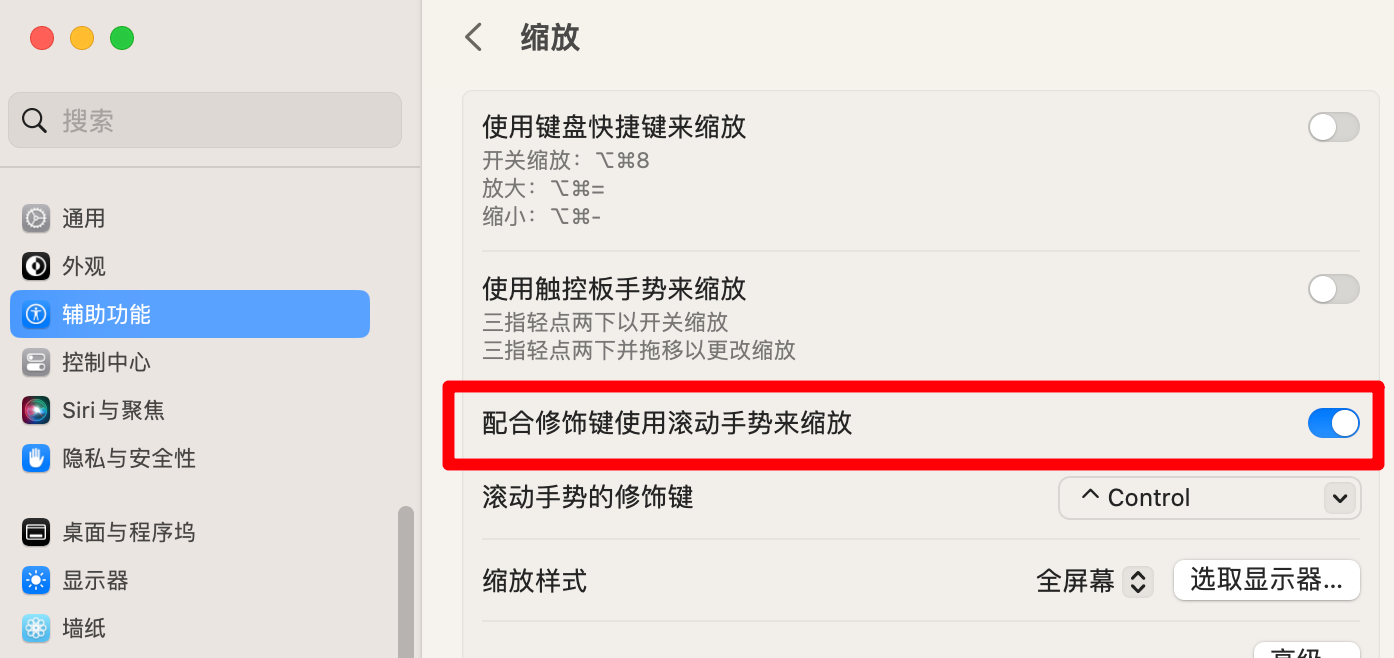 缩放
搜索
通用
外观
辅助功能
控制中心
Siri与聚焦
隐私与安全性
桌面与程序坞
显示器
墙纸
使用键盘快捷键来缩放
开关缩放：⌥⌘8
放大：⌥⌘=
缩小：⌥⌘-
使用触控板手势来缩放
三指轻点两下以开关缩放
三指轻点两下并拖移以更改缩放
配合修饰键使用滚动手势来缩放
滚动手势的修饰键
^ Control
缩放样式
全屏幕
选取显示器...
高级...